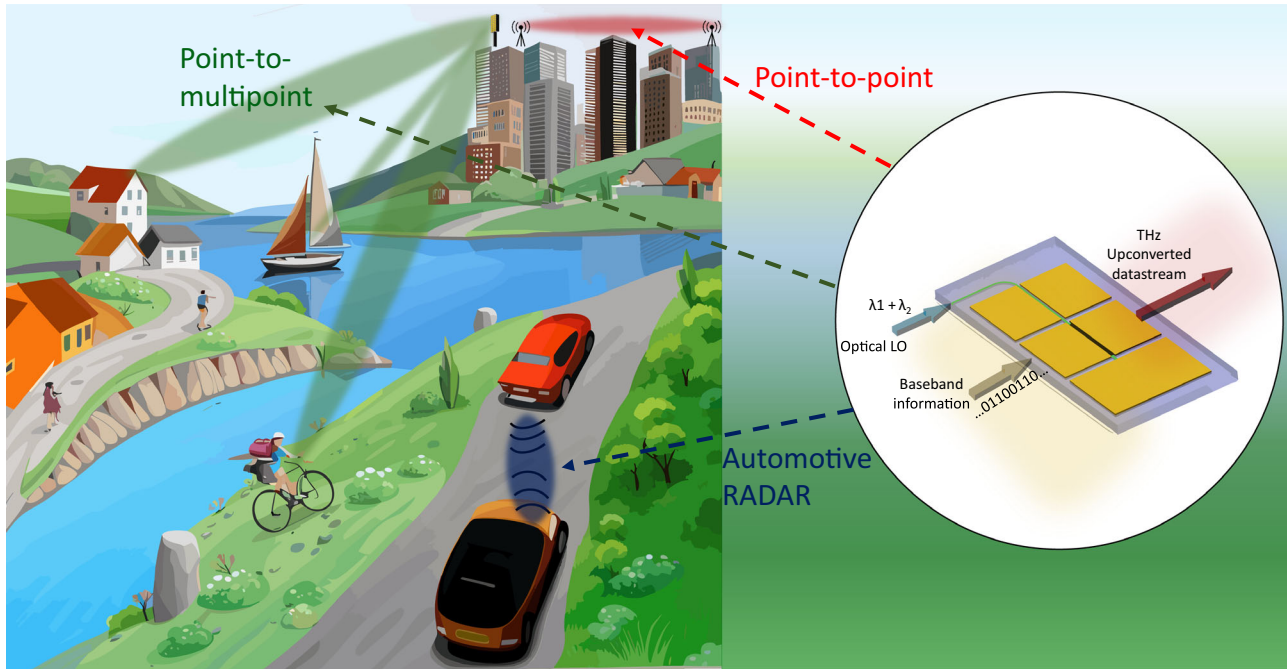 Point-to-
multipoint
Point-to-point
THz
Upconverted
datastream
λ1 + λ₂
Optical LO
Baseband
information
...01100110...
Automotive
RADAR